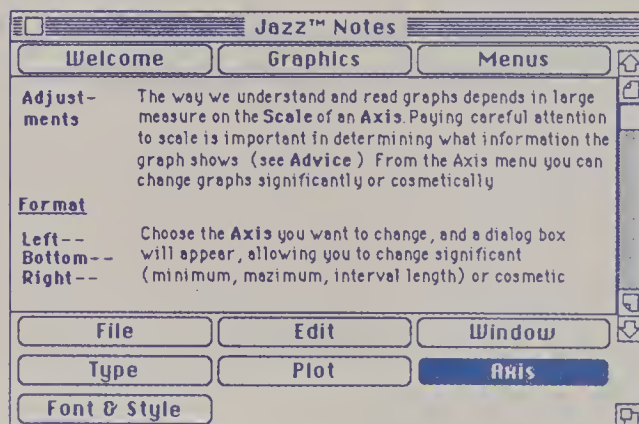 Jazz™ Notes
Welcome Graphics Menus
Adjust- The way we understand and read graphs depends in large
ments measure on the Scale of an Axis. Paying careful attention
to scale is important in determining what information the
graph shows (see Advice ) From the Axis menu you can
change graphs significantly or cosmetically
Format
Left-- Choose the Axis you want to change, and a dialog box
Bottom-- will appear, allowing you to change significant
Right-- (minimum, mazimum, interval length) or cosmetic
File Edit Window
Type Plot Axis
Font & Style